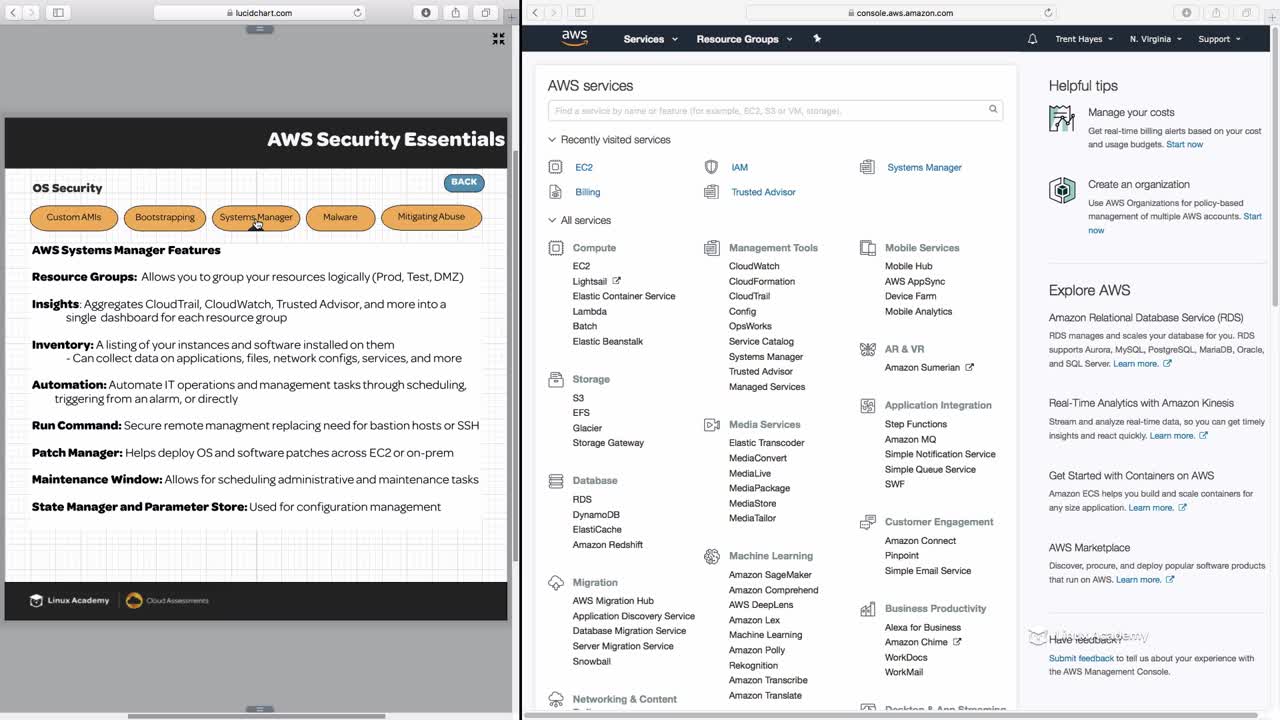 lucidchart.com
AWS Security Essentials
OS Security
BACK
Custom AMIs
Bootstrapping
Systems Manager
Malware
Mitigating Abuse
AWS Systems Manager Features
Resource Groups: Allows you to group your resources logically (Prod, Test, DMZ)
Insights: Aggregates CloudTrail, CloudWatch, Trusted Advisor, and more into a
single dashboard for each resource group
Inventory: A listing of your instances and software installed on them
- Can collect data on applications, files, network configs, services, and more
Automation: Automate IT operations and management tasks through scheduling,
triggering from an alarm, or directly
Run Command: Secure remote managment replacing need for bastion hosts or SSH
Patch Manager: Helps deploy OS and software patches across EC2 or on-prem
Maintenance Window: Allows for scheduling administrative and maintenance tasks
State Manager and Parameter Store: Used for configuration management
Linux Academy
Cloud Assessments
console.aws.amazon.com
aws
Services
Resource Groups
Trent Hayes
N. Virginia
Support
AWS services
Find a service by name or feature (for example, EC2, S3 or VM, storage).
Recently visited services
EC2
IAM
Systems Manager
Billing
Trusted Advisor
All services
Compute
EC2
Lightsail
Elastic Container Service
Lambda
Batch
Elastic Beanstalk
Storage
S3
EFS
Glacier
Storage Gateway
Database
RDS
DynamoDB
ElastiCache
Amazon Redshift
Migration
AWS Migration Hub
Application Discovery Service
Database Migration Service
Server Migration Service
Snowball
Networking & Content
Management Tools
CloudWatch
CloudFormation
CloudTrail
Config
OpsWorks
Service Catalog
Systems Manager
Trusted Advisor
Managed Services
Media Services
Elastic Transcoder
MediaConvert
MediaLive
MediaPackage
MediaStore
MediaTailor
Machine Learning
Amazon SageMaker
Amazon Comprehend
AWS DeepLens
Amazon Lex
Machine Learning
Amazon Polly
Rekognition
Amazon Transcribe
Amazon Translate
Mobile Services
Mobile Hub
AWS AppSync
Device Farm
Mobile Analytics
AR & VR
Amazon Sumerian
Application Integration
Step Functions
Amazon MQ
Simple Notification Service
Simple Queue Service
SWF
Customer Engagement
Amazon Connect
Pinpoint
Simple Email Service
Business Productivity
Alexa for Business
Amazon Chime
WorkDocs
WorkMail
Desktop & App Streaming
Helpful tips
Manage your costs
Get real-time billing alerts based on your cost
and usage budgets. Start now
Create an organization
Use AWS Organizations for policy-based
management of multiple AWS accounts. Start
now
Explore AWS
Amazon Relational Database Service (RDS)
RDS manages and scales your database for you. RDS
supports Aurora, MySQL, PostgreSQL, MariaDB, Oracle,
and SQL Server. Learn more.
Real-Time Analytics with Amazon Kinesis
Stream and analyze real-time data, so you can get timely
insights and react quickly. Learn more.
Get Started with Containers on AWS
Amazon ECS helps you build and scale containers for
any size application. Learn more.
AWS Marketplace
Discover, procure, and deploy popular software products
that run on AWS. Learn more.
Have feedback?
Linux Academy
Submit feedback to tell us about your experience with
the AWS Management Console.